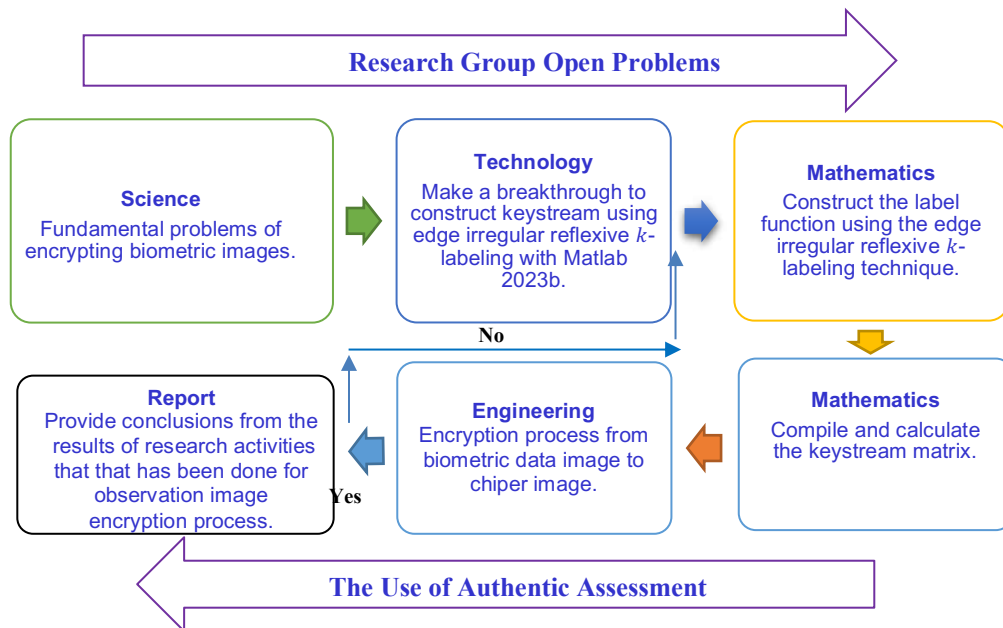 Research Group Open Problems
Science
Fundamental problems of
encrypting biometric images.
Technology
Make a breakthrough to
construct keystream using
edge irregular reflexive k-
labeling with Matlab
2023b.
Mathematics
Construct the label
function using the edge
irregular reflexive k-
labeling technique.
No
Report
Provide conclusions from the
results of research activities
that that has been done for
observation image
encryption process.
Yes
Engineering
Encryption process from
biometric data image to
chiper image.
Mathematics
Compile and calculate
the keystream matrix.
The Use of Authentic Assessment